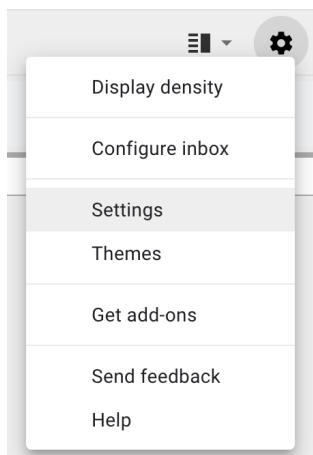 Display density
Configure inbox
Settings
Themes
Get add-ons
Send feedback
Help